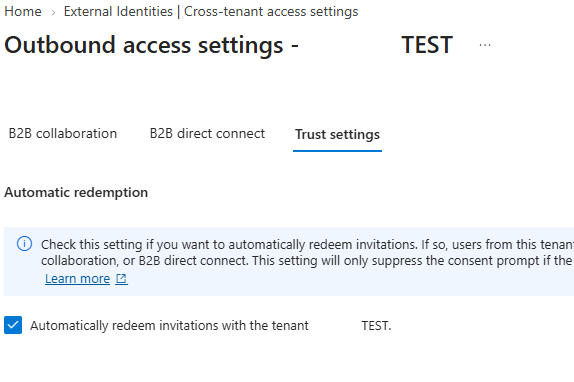 Home > External Identities | Cross-tenant access settings
Outbound access settings - TEST ...
B2B collaboration B2B direct connect Trust settings
Automatic redemption
Check this setting if you want to automatically redeem invitations. If so, users from this tenan
collaboration, or B2B direct connect. This setting will only suppress the consent prompt if the
Learn more
Automatically redeem invitations with the tenant TEST.